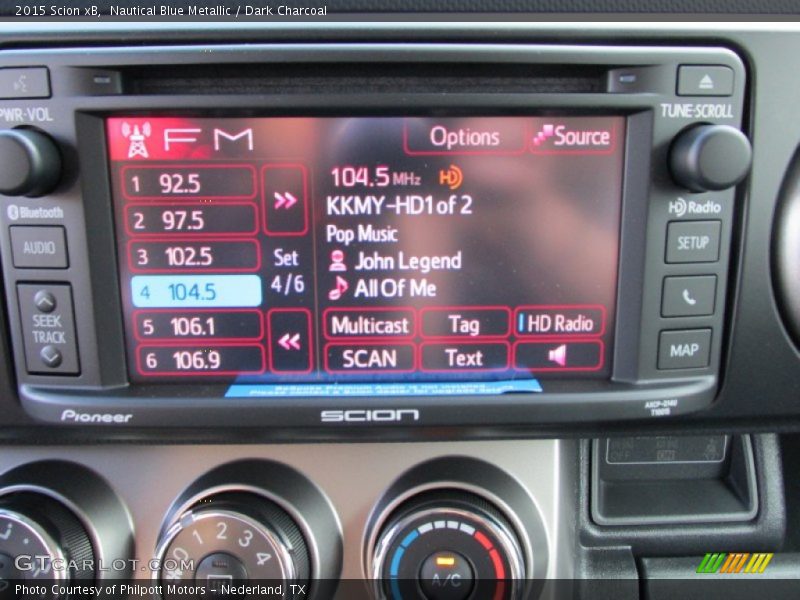 2015 Scion xB, Nautical Blue Metallic / Dark Charcoal
PWR-VOL
TUNE-SCROLL
FM
Options
Source
1 92.5
2 97.5
3 102.5
4 104.5
5 106.1
6 106.9
Set
4/6
104.5 MHz HD
KKMY-HD1 of 2
Pop Music
John Legend
All Of Me
Multicast
Tag
HD Radio
SCAN
Text
Bluetooth
AUDIO
SEEK
TRACK
HD Radio
SETUP
MAP
Pioneer
SCION
0 1 2 3 4
A/C
GTCarlot.com
Photo Courtesy of Philpott Motors - Nederland, TX